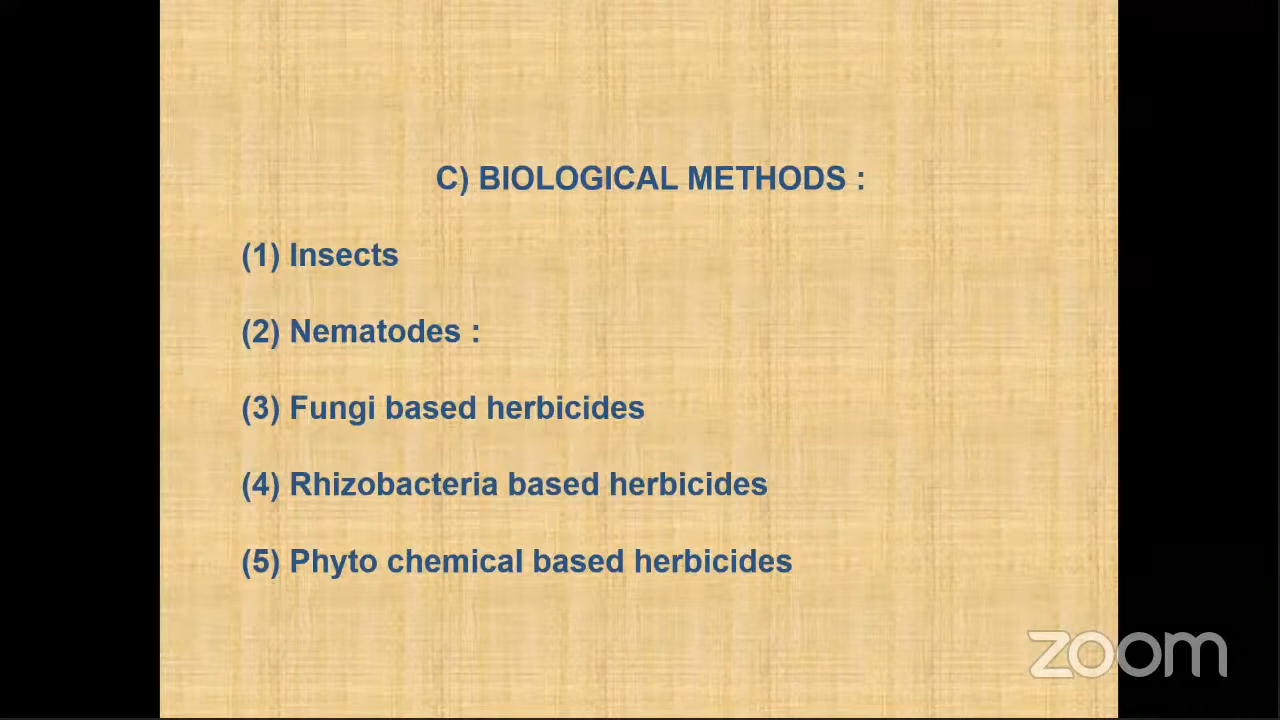 C) BIOLOGICAL METHODS :
(1) Insects
(2) Nematodes :
(3) Fungi based herbicides
(4) Rhizobacteria based herbicides
(5) Phyto chemical based herbicides
zoom